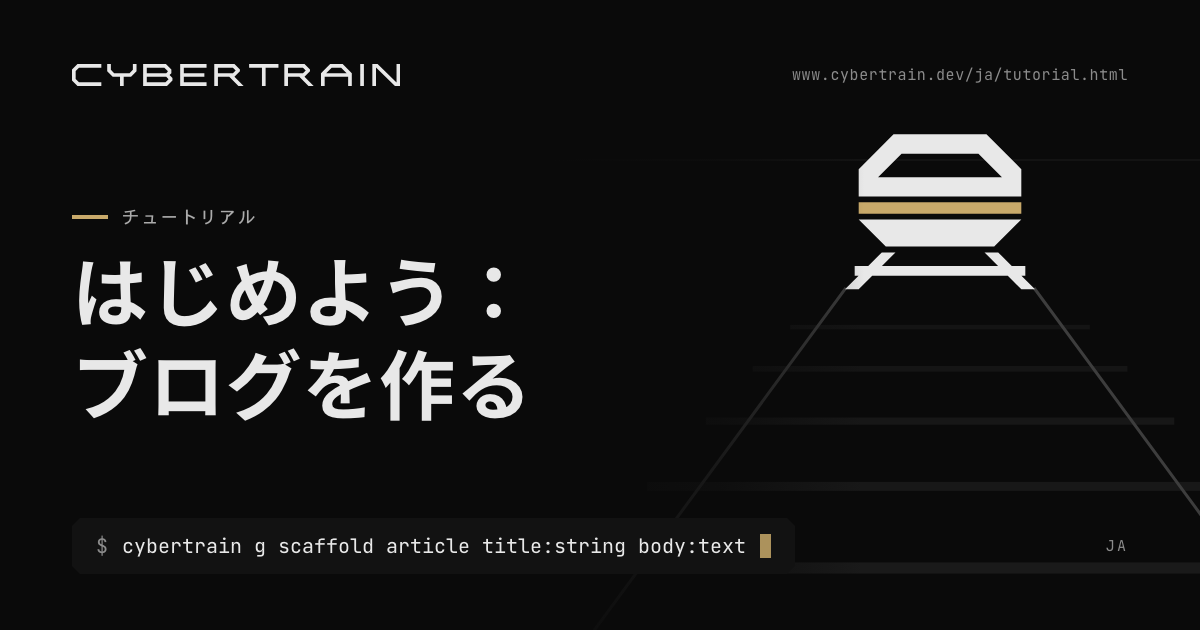 CYBERTRAIN
www.cybertrain.dev/ja/tutorial.html
チュートリアル
はじめよう：
ブログを作る
$ cybertrain g scaffold article title:string body:text
JA